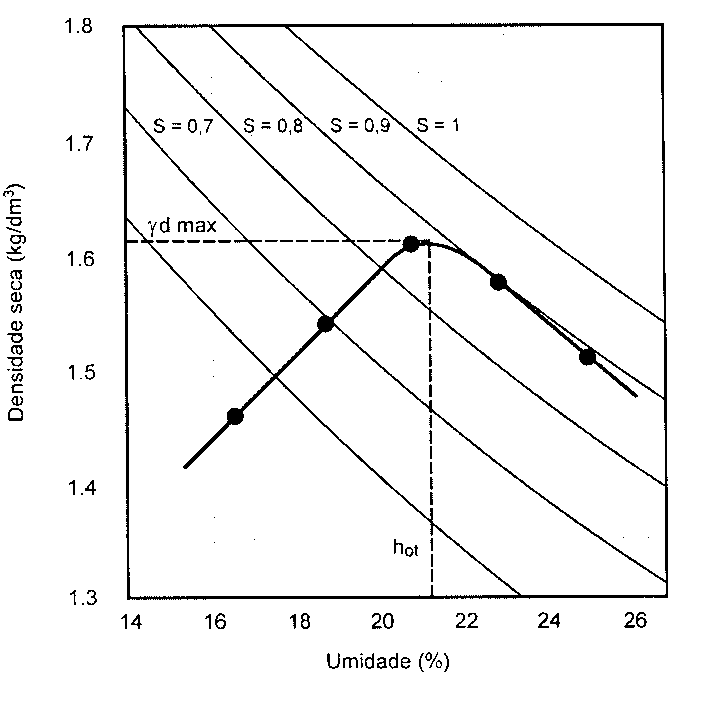 1.8
S = 0,7 S = 0,8 S = 0,9 S = 1
1.7
γd max
1.6
Densidade seca (kg/dm³)
1.5
1.4
hot
1.3
14 16 18 20 22 24 26
Umidade (%)